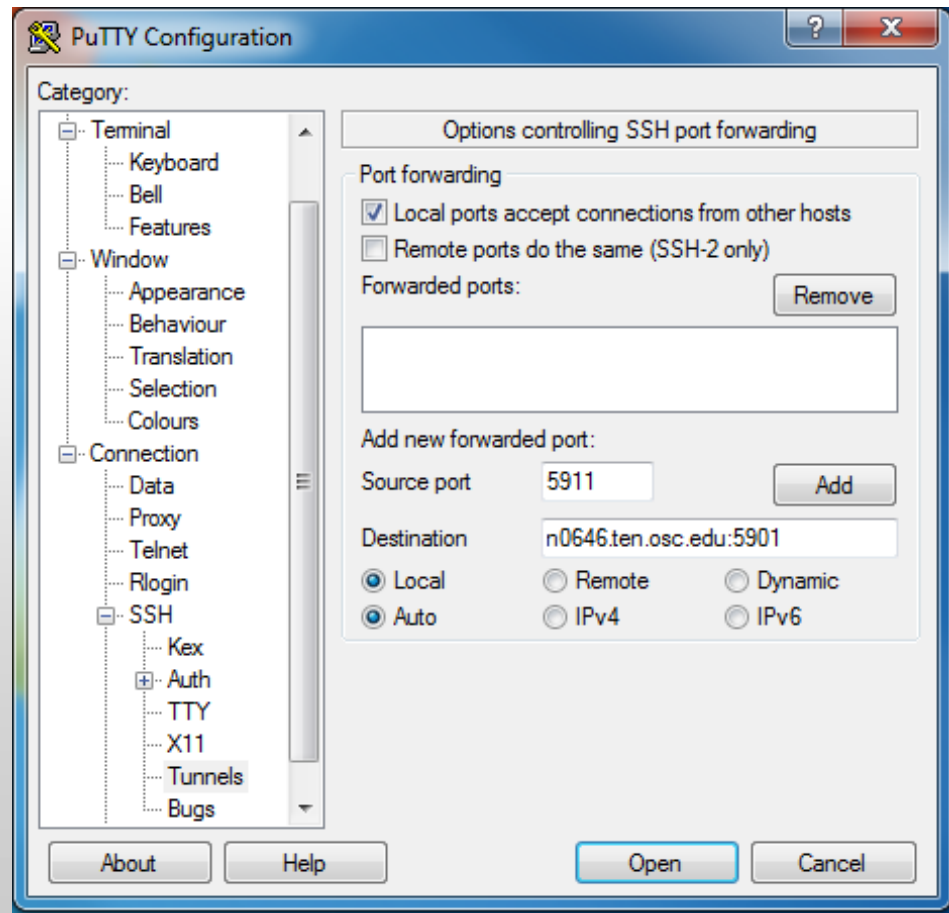 PuTTY Configuration
Category:
Terminal
Keyboard
Bell
Features
Window
Appearance
Behaviour
Translation
Selection
Colours
Connection
Data
Proxy
Telnet
Rlogin
SSH
Kex
Auth
TTY
X11
Tunnels
Bugs
Options controlling SSH port forwarding
Port forwarding
Local ports accept connections from other hosts
Remote ports do the same (SSH-2 only)
Forwarded ports:
Remove
Add new forwarded port:
Source port 5911 Add
Destination n0646.ten.osc.edu:5901
Local Remote Dynamic
Auto IPv4 IPv6
About Help Open Cancel